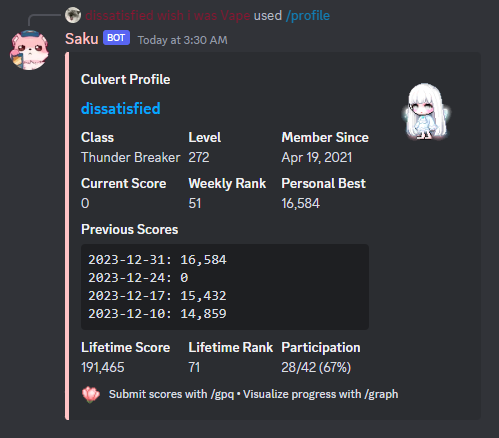 dissatisfied wish i was vape used /profile
Saku BOT Today at 3:30 AM
Culvert Profile
dissatisfied
Class Level Member Since
Thunder Breaker 272 Apr 19, 2021
Current Score Weekly Rank Personal Best
0 51 16,584
Previous Scores
2023-12-31: 16,584
2023-12-24: 0
2023-12-17: 15,432
2023-12-10: 14,859
Lifetime Score Lifetime Rank Participation
191,465 71 28/42 (67%)
Submit scores with /gpq • Visualize progress with /graph